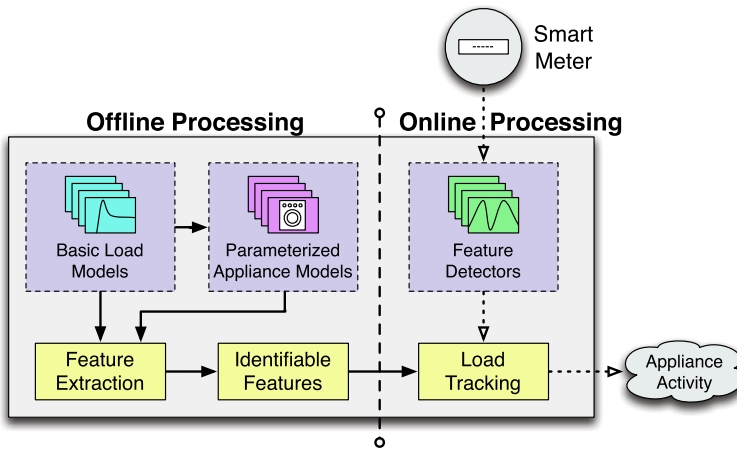 Smart
Meter
Offline Processing
Online Processing
Basic Load
Models
Parameterized
Appliance Models
Feature
Detectors
Feature
Extraction
Identifiable
Features
Load
Tracking
Appliance
Activity